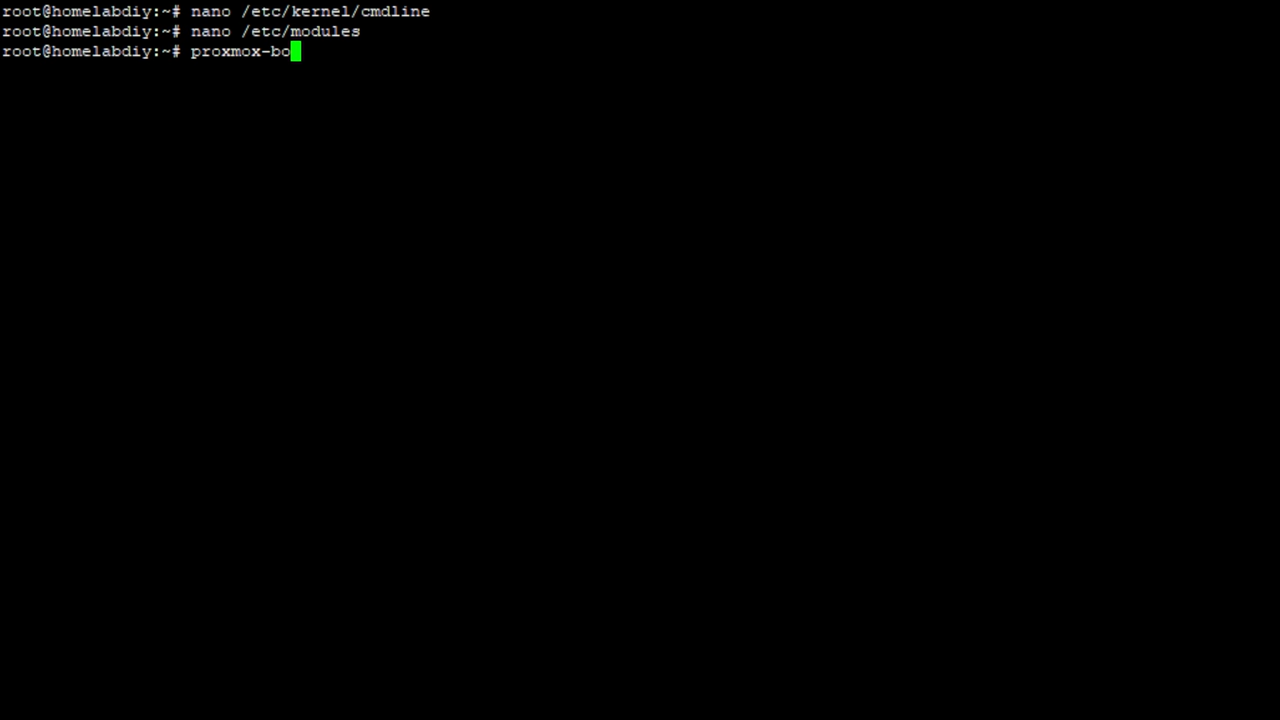 root@homelabdiy:~# nano /etc/kernel/cmdline
root@homelabdiy:~# nano /etc/modules
root@homelabdiy:~# proxmox-bo